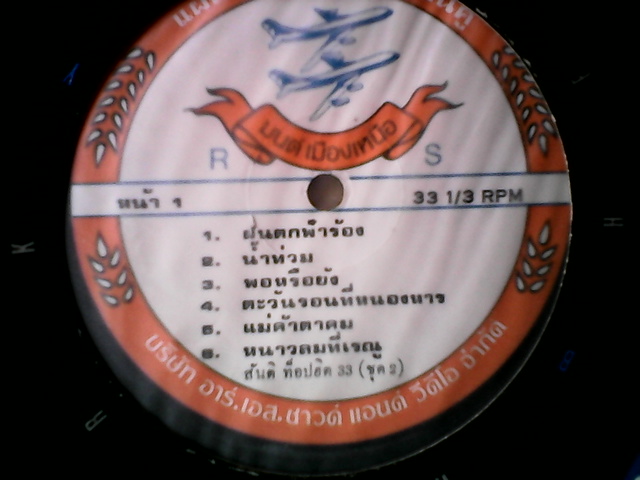 มนต์เมืองเหนือ
R S
หน้า 1 33 1/3 RPM
1. ฝนตกฟ้าร้อง
2. น้ำท่วม
3. พอหรือยัง
4. ตะวันรอนที่หนองหาร
5. แม่ค้าตาคม
6. หนาวลมที่เรณู
สันติ ท็อปฮิต 33 (ชุด 2)
บริษัท อาร์.เอส.ซาวด์ แอนด์ วีดีโอ จำกัด